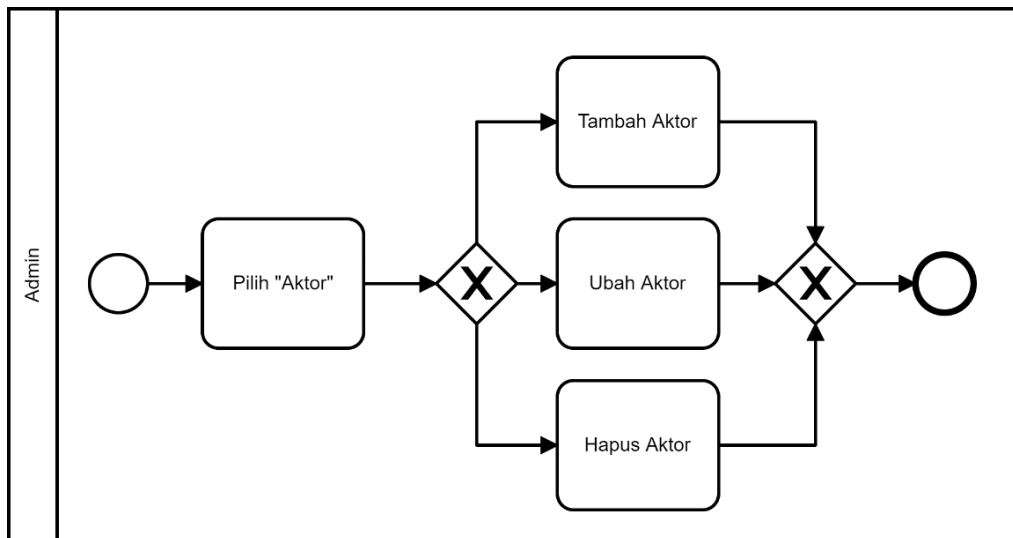 Admin
Pilih "Aktor"
X
Tambah Aktor
Ubah Aktor
Hapus Aktor
X